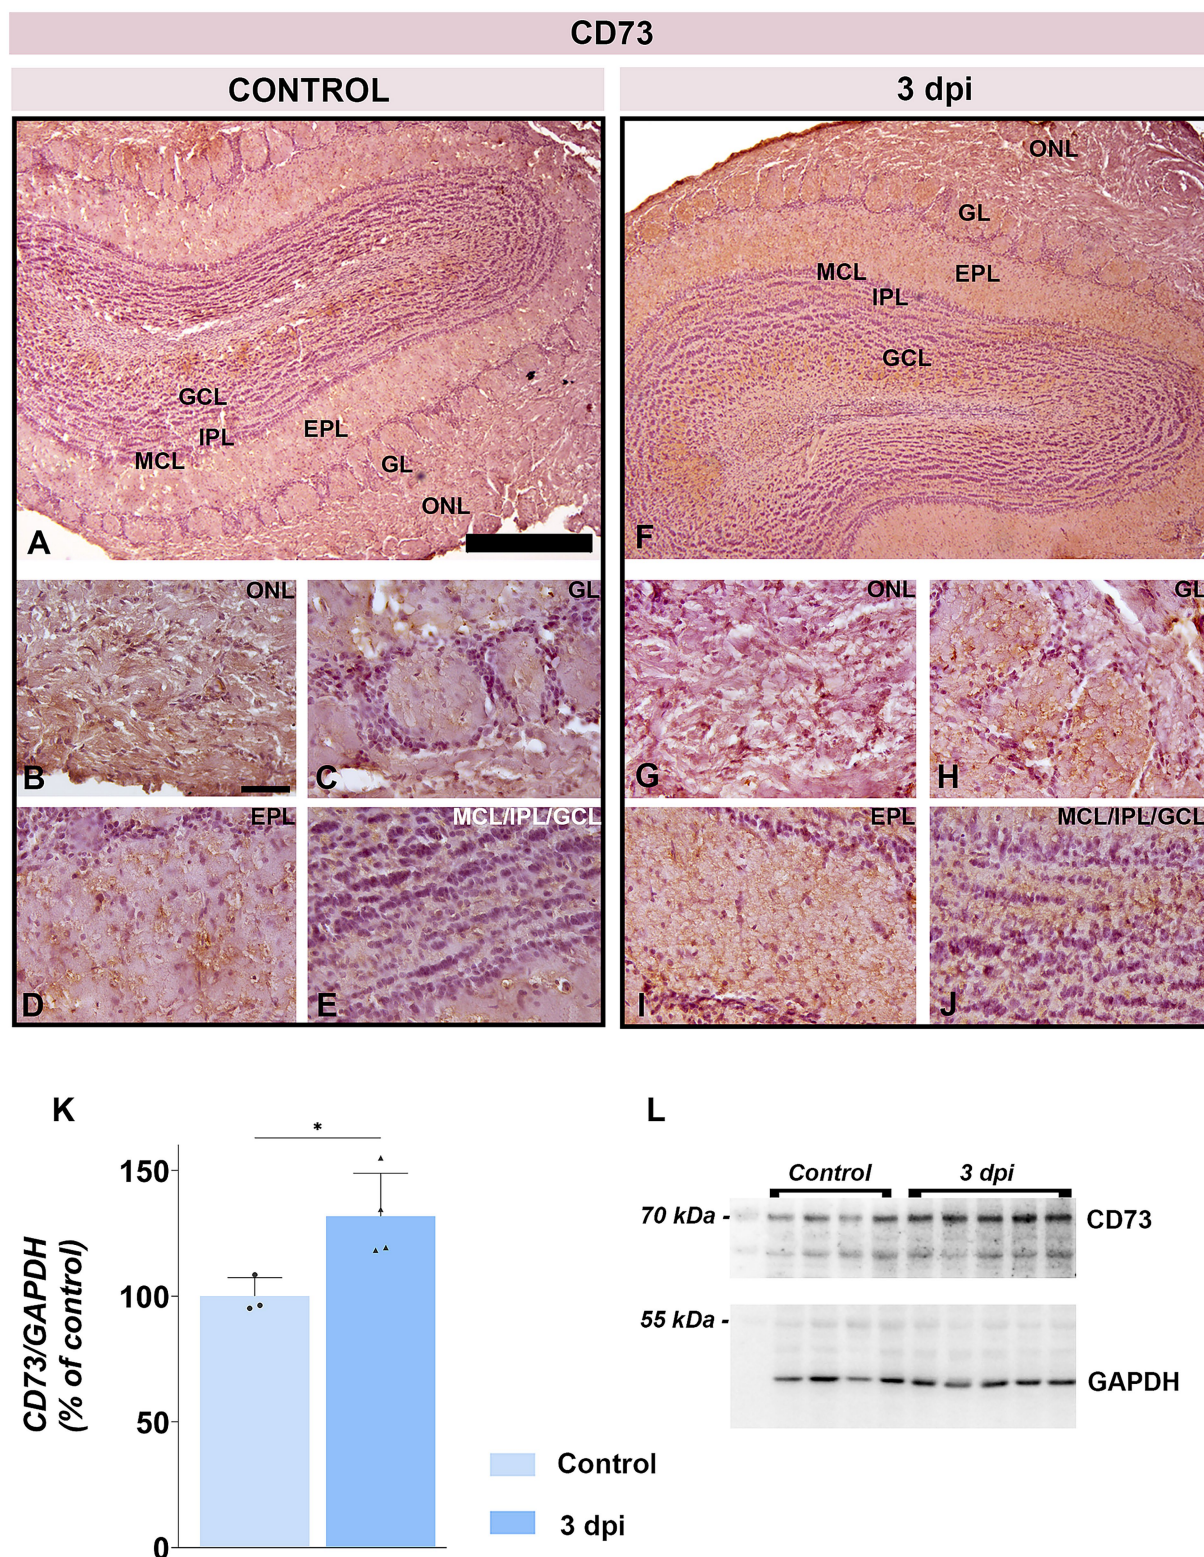 CD73
CONTROL
3 dpi
GCL
IPL
MCL
EPL
GL
ONL
A
ONL
GL
EPL
MCL
IPL
GCL
F
ONL
B
GL
C
EPL
D
MCL/IPL/GCL
E
ONL
G
GL
H
EPL
I
MCL/IPL/GCL
J
K
*
CD73/GAPDH
(% of control)
150
100
50
0
Control
3 dpi
L
Control
3 dpi
70 kDa -
CD73
55 kDa -
GAPDH